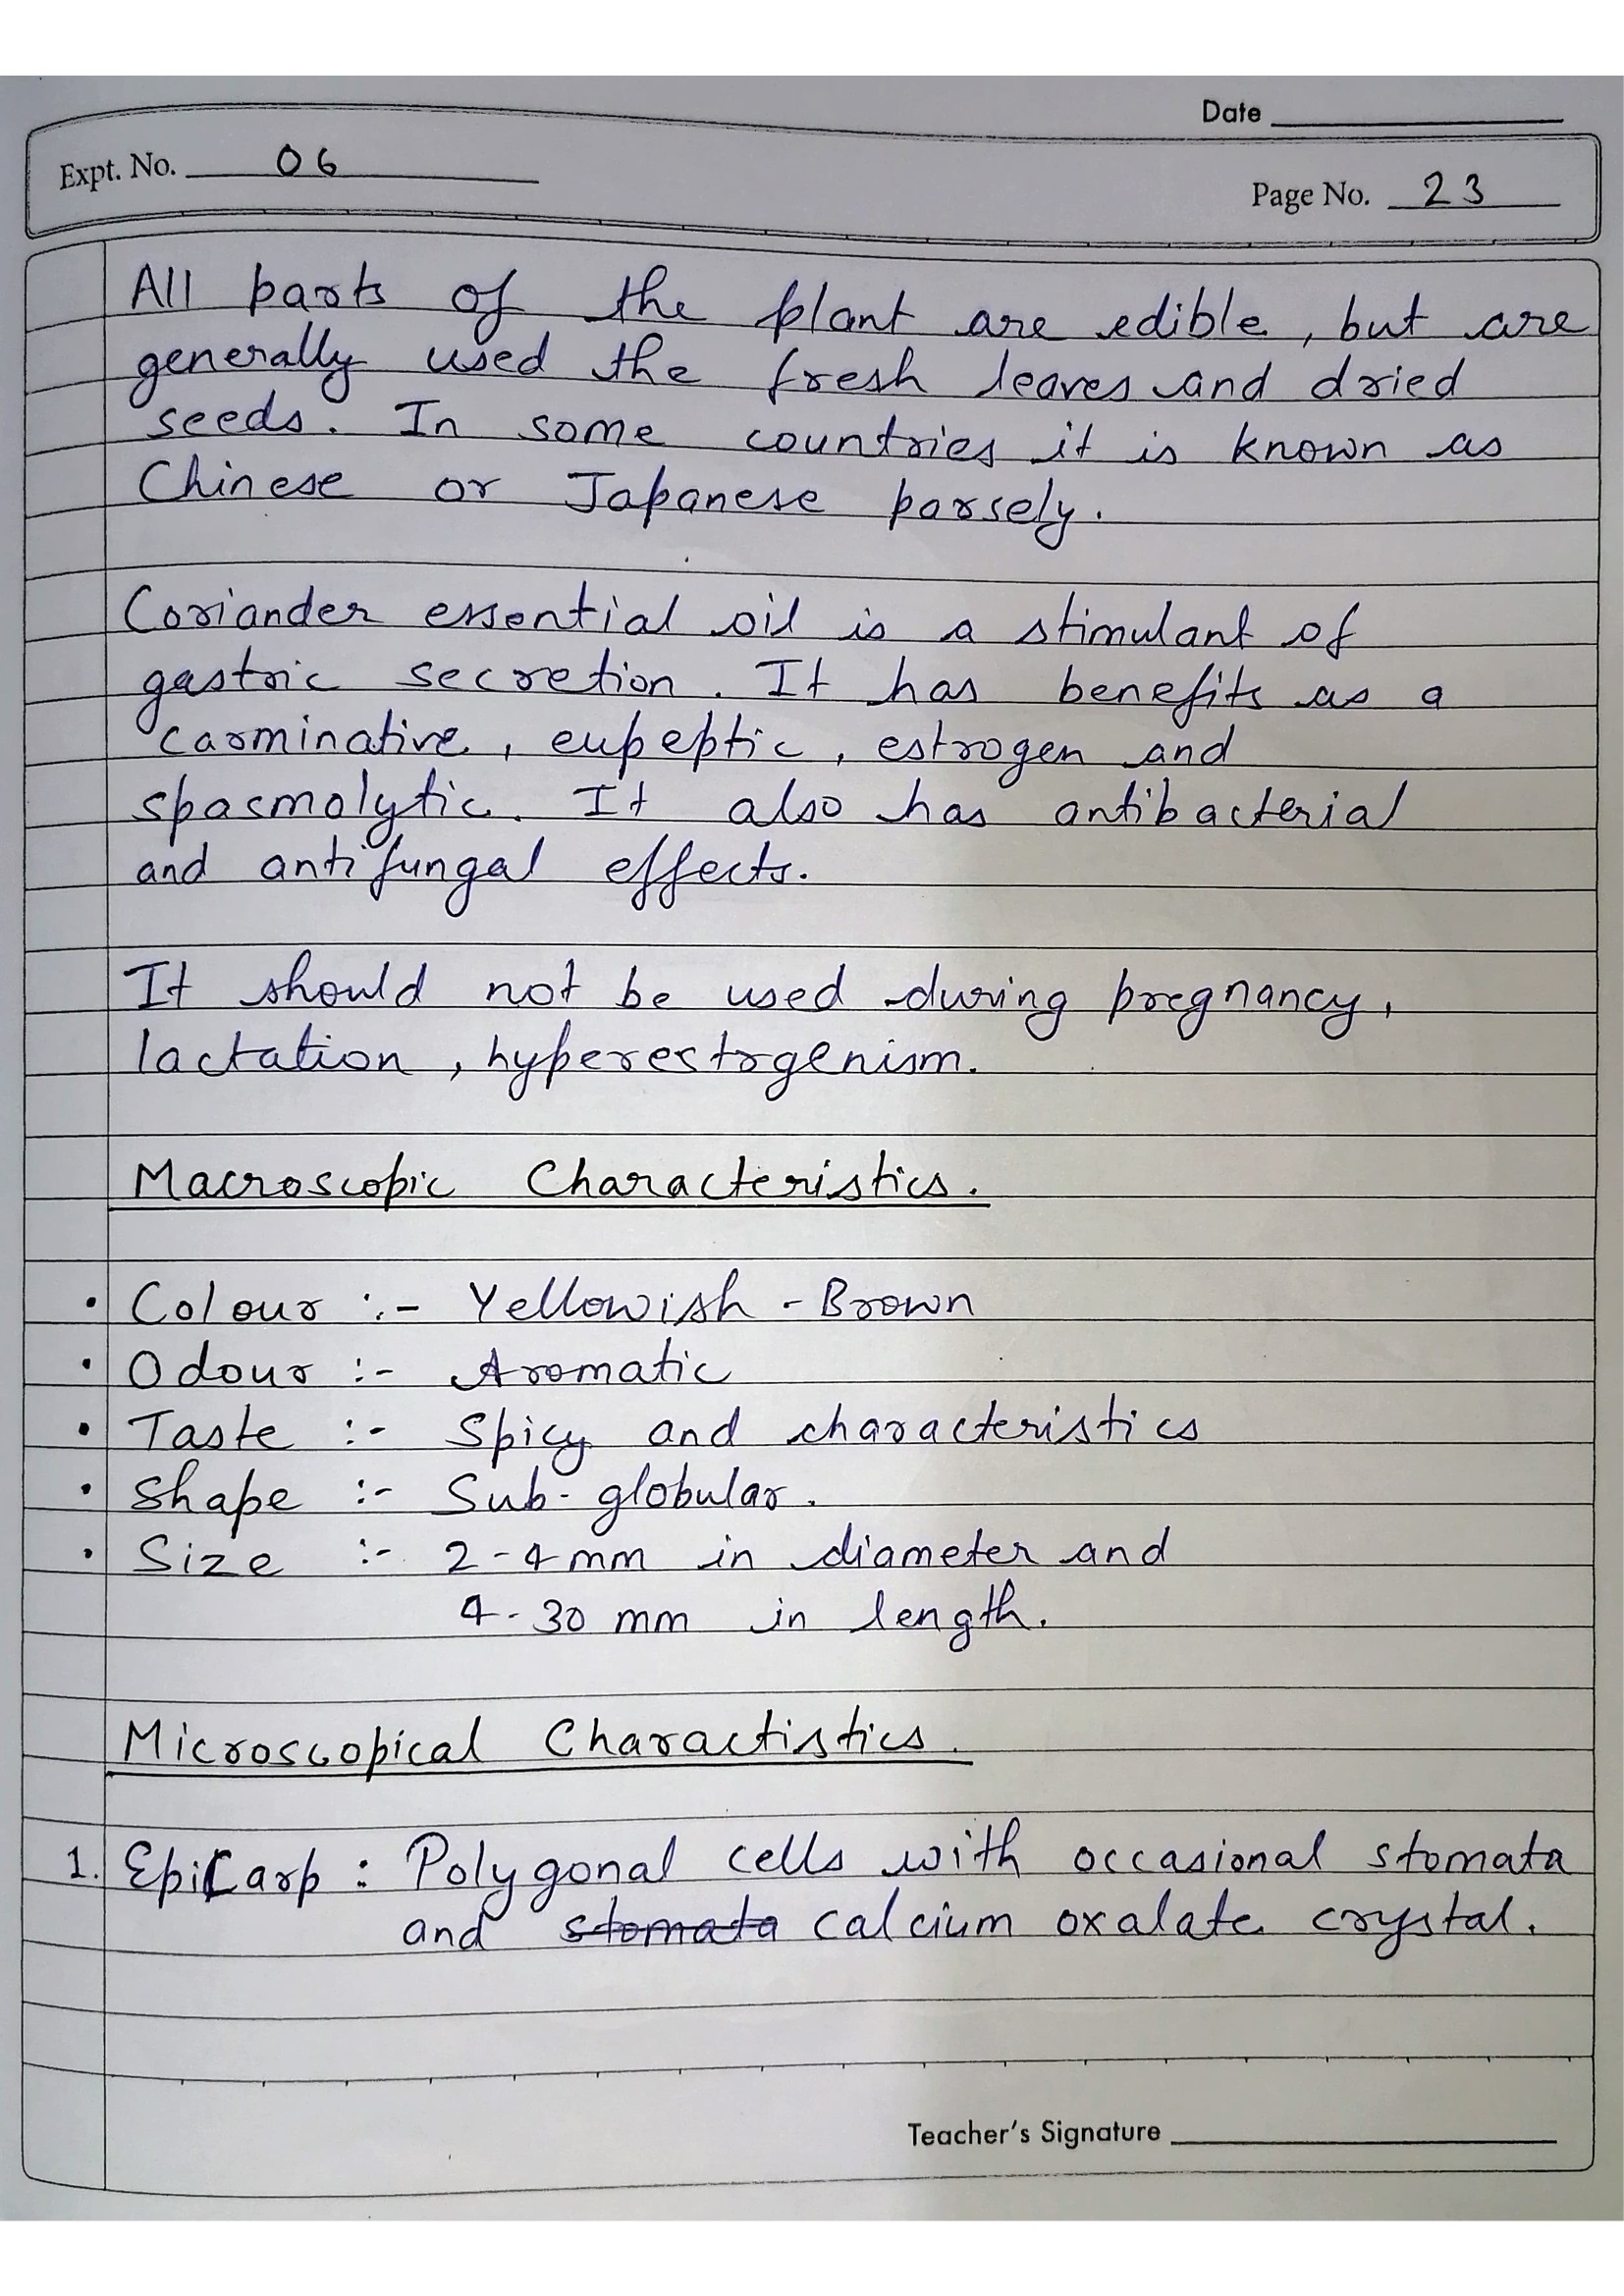 Date
Expt. No. 06
Page No. 23
All parts of the plant are edible, but are
generally used the fresh leaves and dried
seeds. In some countries it is known as
Chinese or Japanese parsely.
Coriander essential oil is a stimulant of
gastric secretion. It has benefits as a
carminative, eupeptic, estrogen and
spasmolytic. It also has antibacterial
and antifungal effects.
It should not be used during pregnancy,
lactation, hyperestrogenism.
Macroscopic Characteristics.
• Colour :- Yellowish - Brown
• Odour :- Aromatic
• Taste :- Spicy and characteristics
• Shape :- Sub-globular.
• Size :- 2-4 mm in diameter and
4-30 mm in length.
Microscopical Charactistics.
1. EpiCarp : Polygonal cells with occasional stomata
and stomata calcium oxalate crystal.
Teacher's Signature